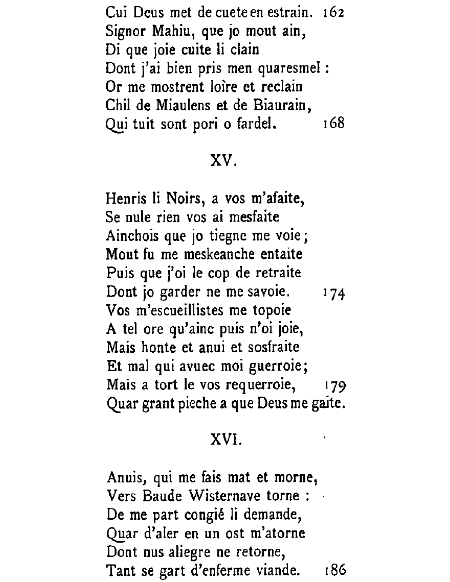 Cui Deus met de cuete en estrain. 162
Signor Mahiu, que jo mout ain,
Di que joie cuite li clain
Dont j'ai bien pris men quaresmel :
Or me mostrent loire et reclain
Chil de Miaulens et de Biaurain,
Qui tuit sont pori o fardel. 168
XV.
Henris li Noirs, a vos m'afaite,
Se nule rien vos ai mesfaite
Ainchois que jo tiegne me voie ;
Mout fu me meskeanche entaite
Puis que j'oi le cop de retraite
Dont jo garder ne me savoie. 174
Vos m'escueillistes me topoie
A tel ore qu'ainc puis n'oi joie,
Mais honte et anui et sosfraite
Et mal qui avuec moi guerroie;
Mais a tort le vos requerroie, 179
Quar grant pieche a que Deus me gaite.
XVI.
Anuis, qui me fais mat et morne,
Vers Baude Wisternave torne :
De me part congié li demande,
Quar d'aler en un ost m'atorne
Dont nus aliegre ne retorne,
Tant se gart d'enferme viande. 186